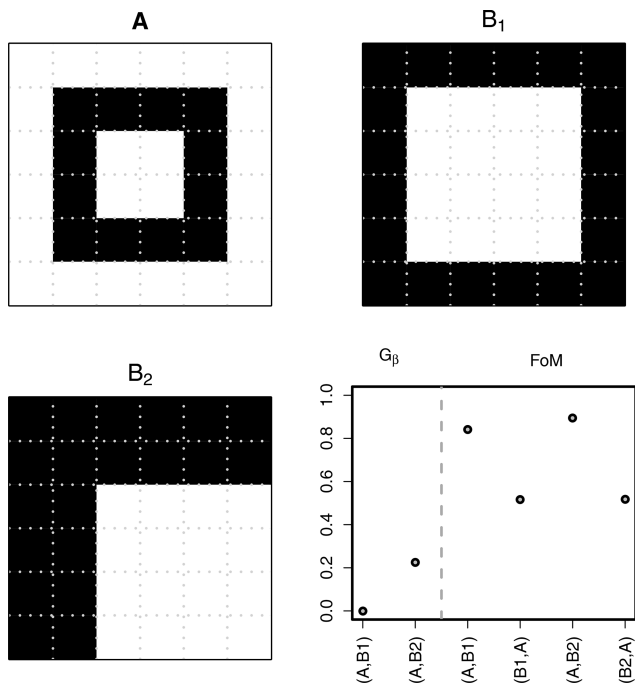 A
B₁
B₂
Gβ FoM
1.0
0.8
0.6
0.4
0.2
0.0
(A,B1)
(A,B2)
(A,B1)
(B1,A)
(A,B2)
(B2,A)